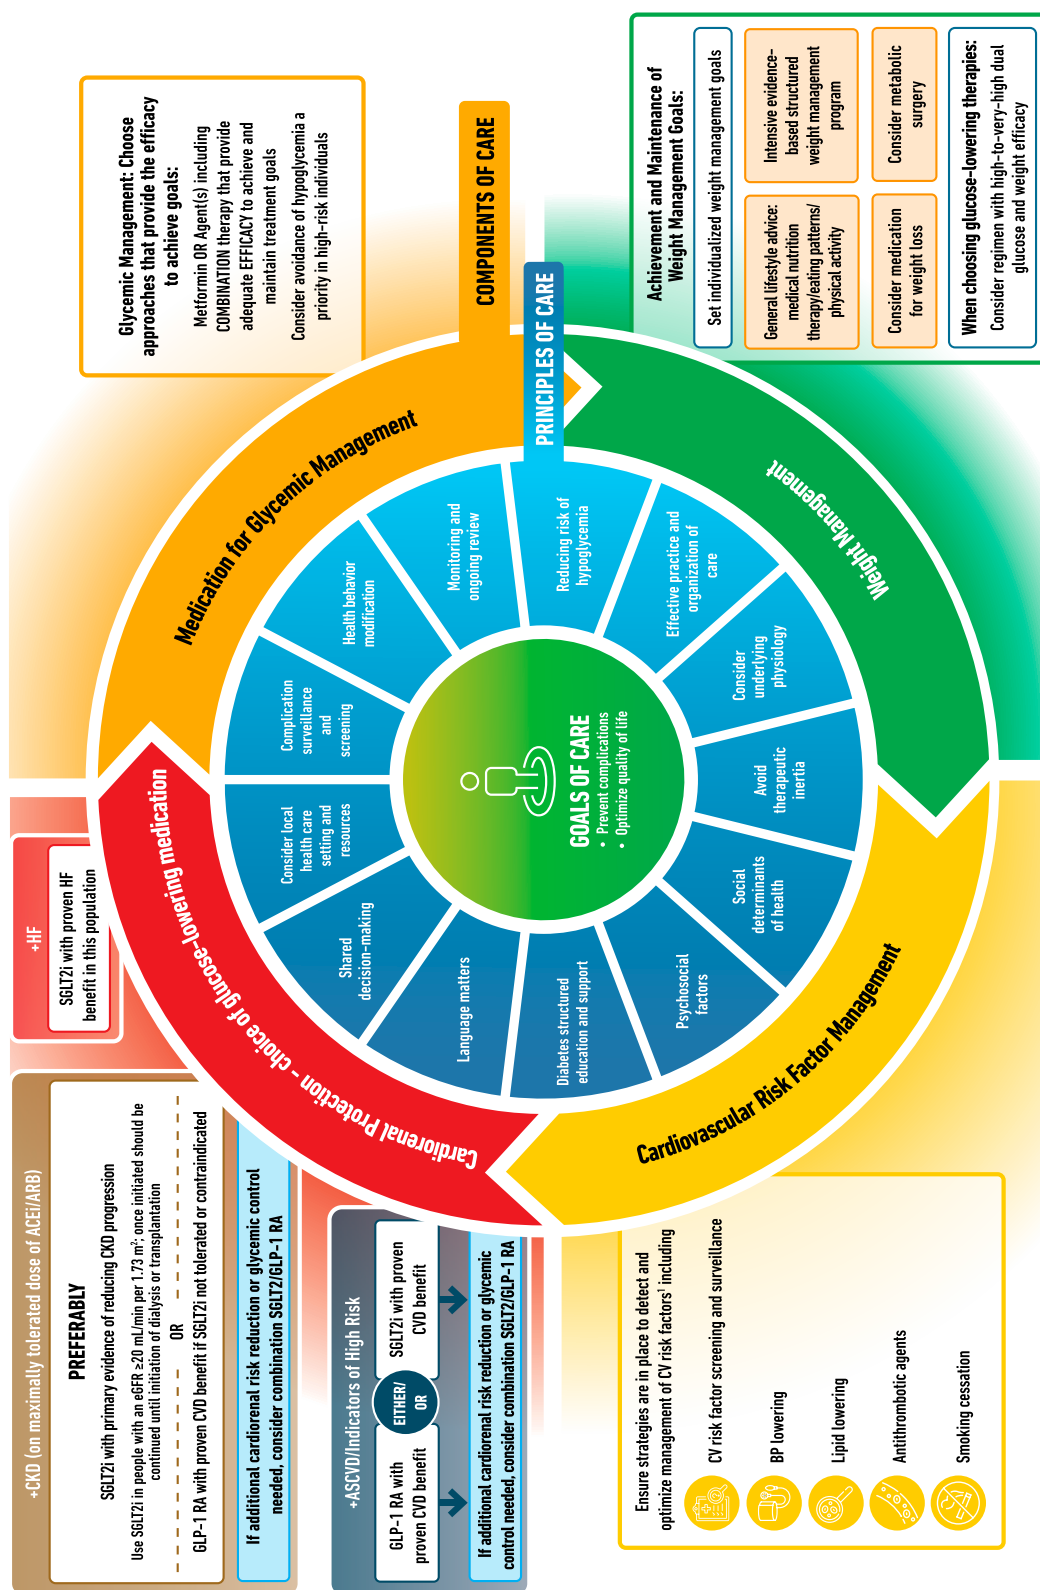 +CKD (on maximally tolerated dose of ACEi/ARB)
PREFERABLY
SGLT2i with primary evidence of reducing CKD progression
Use SGLT2i in people with an eGFR ≥20 mL/min per 1.73 m²; once initiated should be
continued until initiation of dialysis or transplantation
OR
GLP-1 RA with proven CVD benefit if SGLT2i not tolerated or contraindicated
If additional cardiorenal risk reduction or glycemic control
needed, consider combination SGLT2/GLP-1 RA
+HF
SGLT2i with proven HF
benefit in this population
+ASCVD/Indicators of High Risk
GLP-1 RA with
proven CVD benefit
EITHER/
OR
SGLT2i with proven
CVD benefit
If additional cardiorenal risk reduction or glycemic
control needed, consider combination SGLT2/GLP-1 RA
Glycemic Management: Choose
approaches that provide the efficacy
to achieve goals:
Metformin OR Agent(s) including
COMBINATION therapy that provide
adequate EFFICACY to achieve and
maintain treatment goals
Consider avoidance of hypoglycemia a
priority in high-risk individuals
COMPONENTS OF CARE
PRINCIPLES OF CARE
Cardiorenal Protection – choice of glucose-lowering medication
Medication for Glycemic Management
Weight Management
Cardiovascular Risk Factor Management
Consider local
health care
setting and
resources
Complication
surveillance
and
screening
Health behavior
modification
Monitoring and
ongoing review
Reducing risk of
hypoglycemia
Effective practice and
organization of
care
Consider
underlying
physiology
Avoid
therapeutic
inertia
Social
determinants
of health
Psychosocial
factors
Diabetes structured
education and support
Language matters
Shared
decision-making
GOALS OF CARE
• Prevent complications
• Optimize quality of life
Ensure strategies are in place to detect and
optimize management of CV risk factors¹ including
CV risk factor screening and surveillance
BP lowering
Lipid lowering
Antithrombotic agents
Smoking cessation
Achievement and Maintenance of
Weight Management Goals:
Set individualized weight management goals
General lifestyle advice:
medical nutrition
therapy/eating patterns/
physical activity
Intensive evidence-
based structured
weight management
program
Consider medication
for weight loss
Consider metabolic
surgery
When choosing glucose-lowering therapies:
Consider regimen with high-to-very-high dual
glucose and weight efficacy